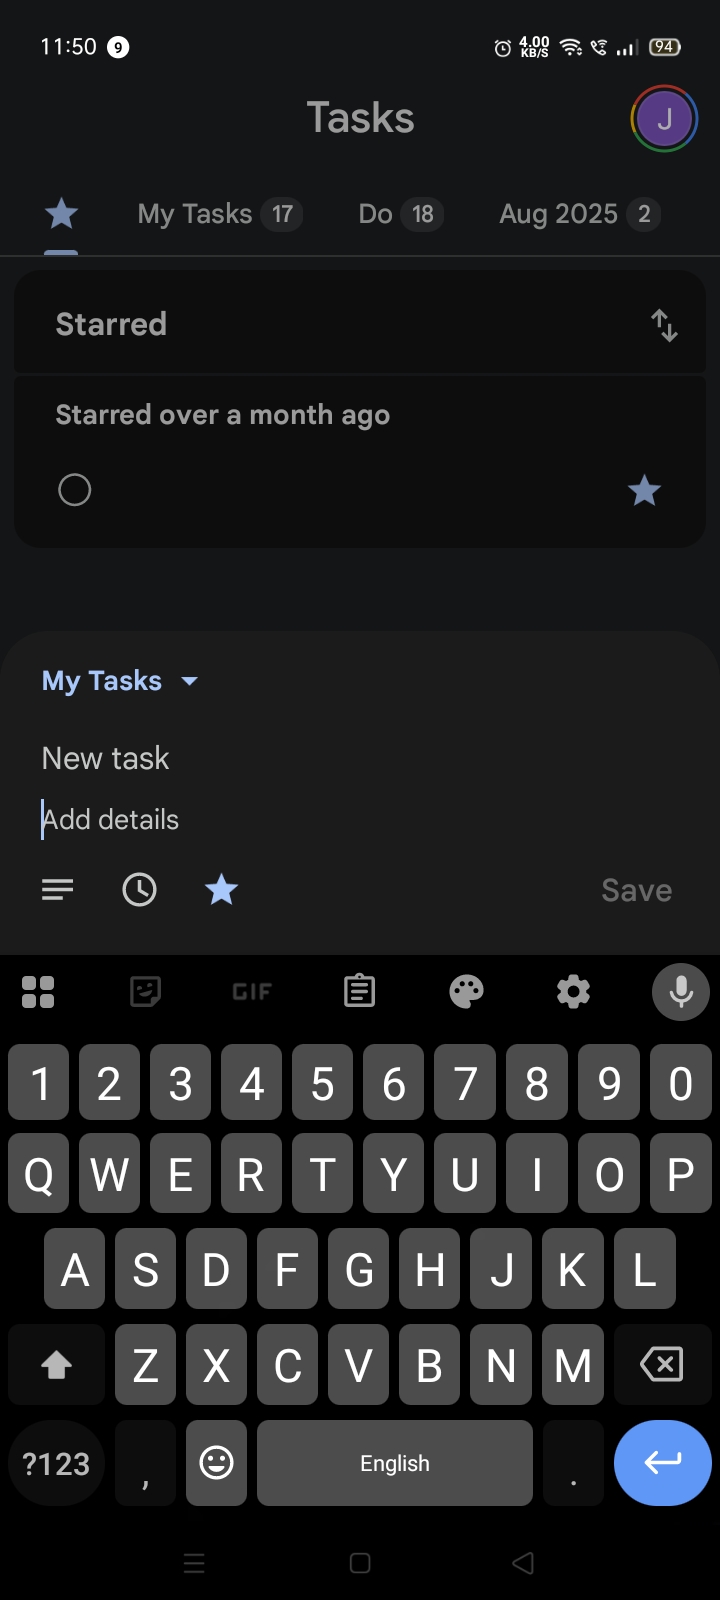 11:50 9 4.00 KB/S 94
Tasks J
My Tasks 17 Do 18 Aug 2025 2
Starred
Starred over a month ago
My Tasks
New task
Add details
Save
GIF
1 2 3 4 5 6 7 8 9 0
Q W E R T Y U I O P
A S D F G H J K L
Z X C V B N M
?123 , English .